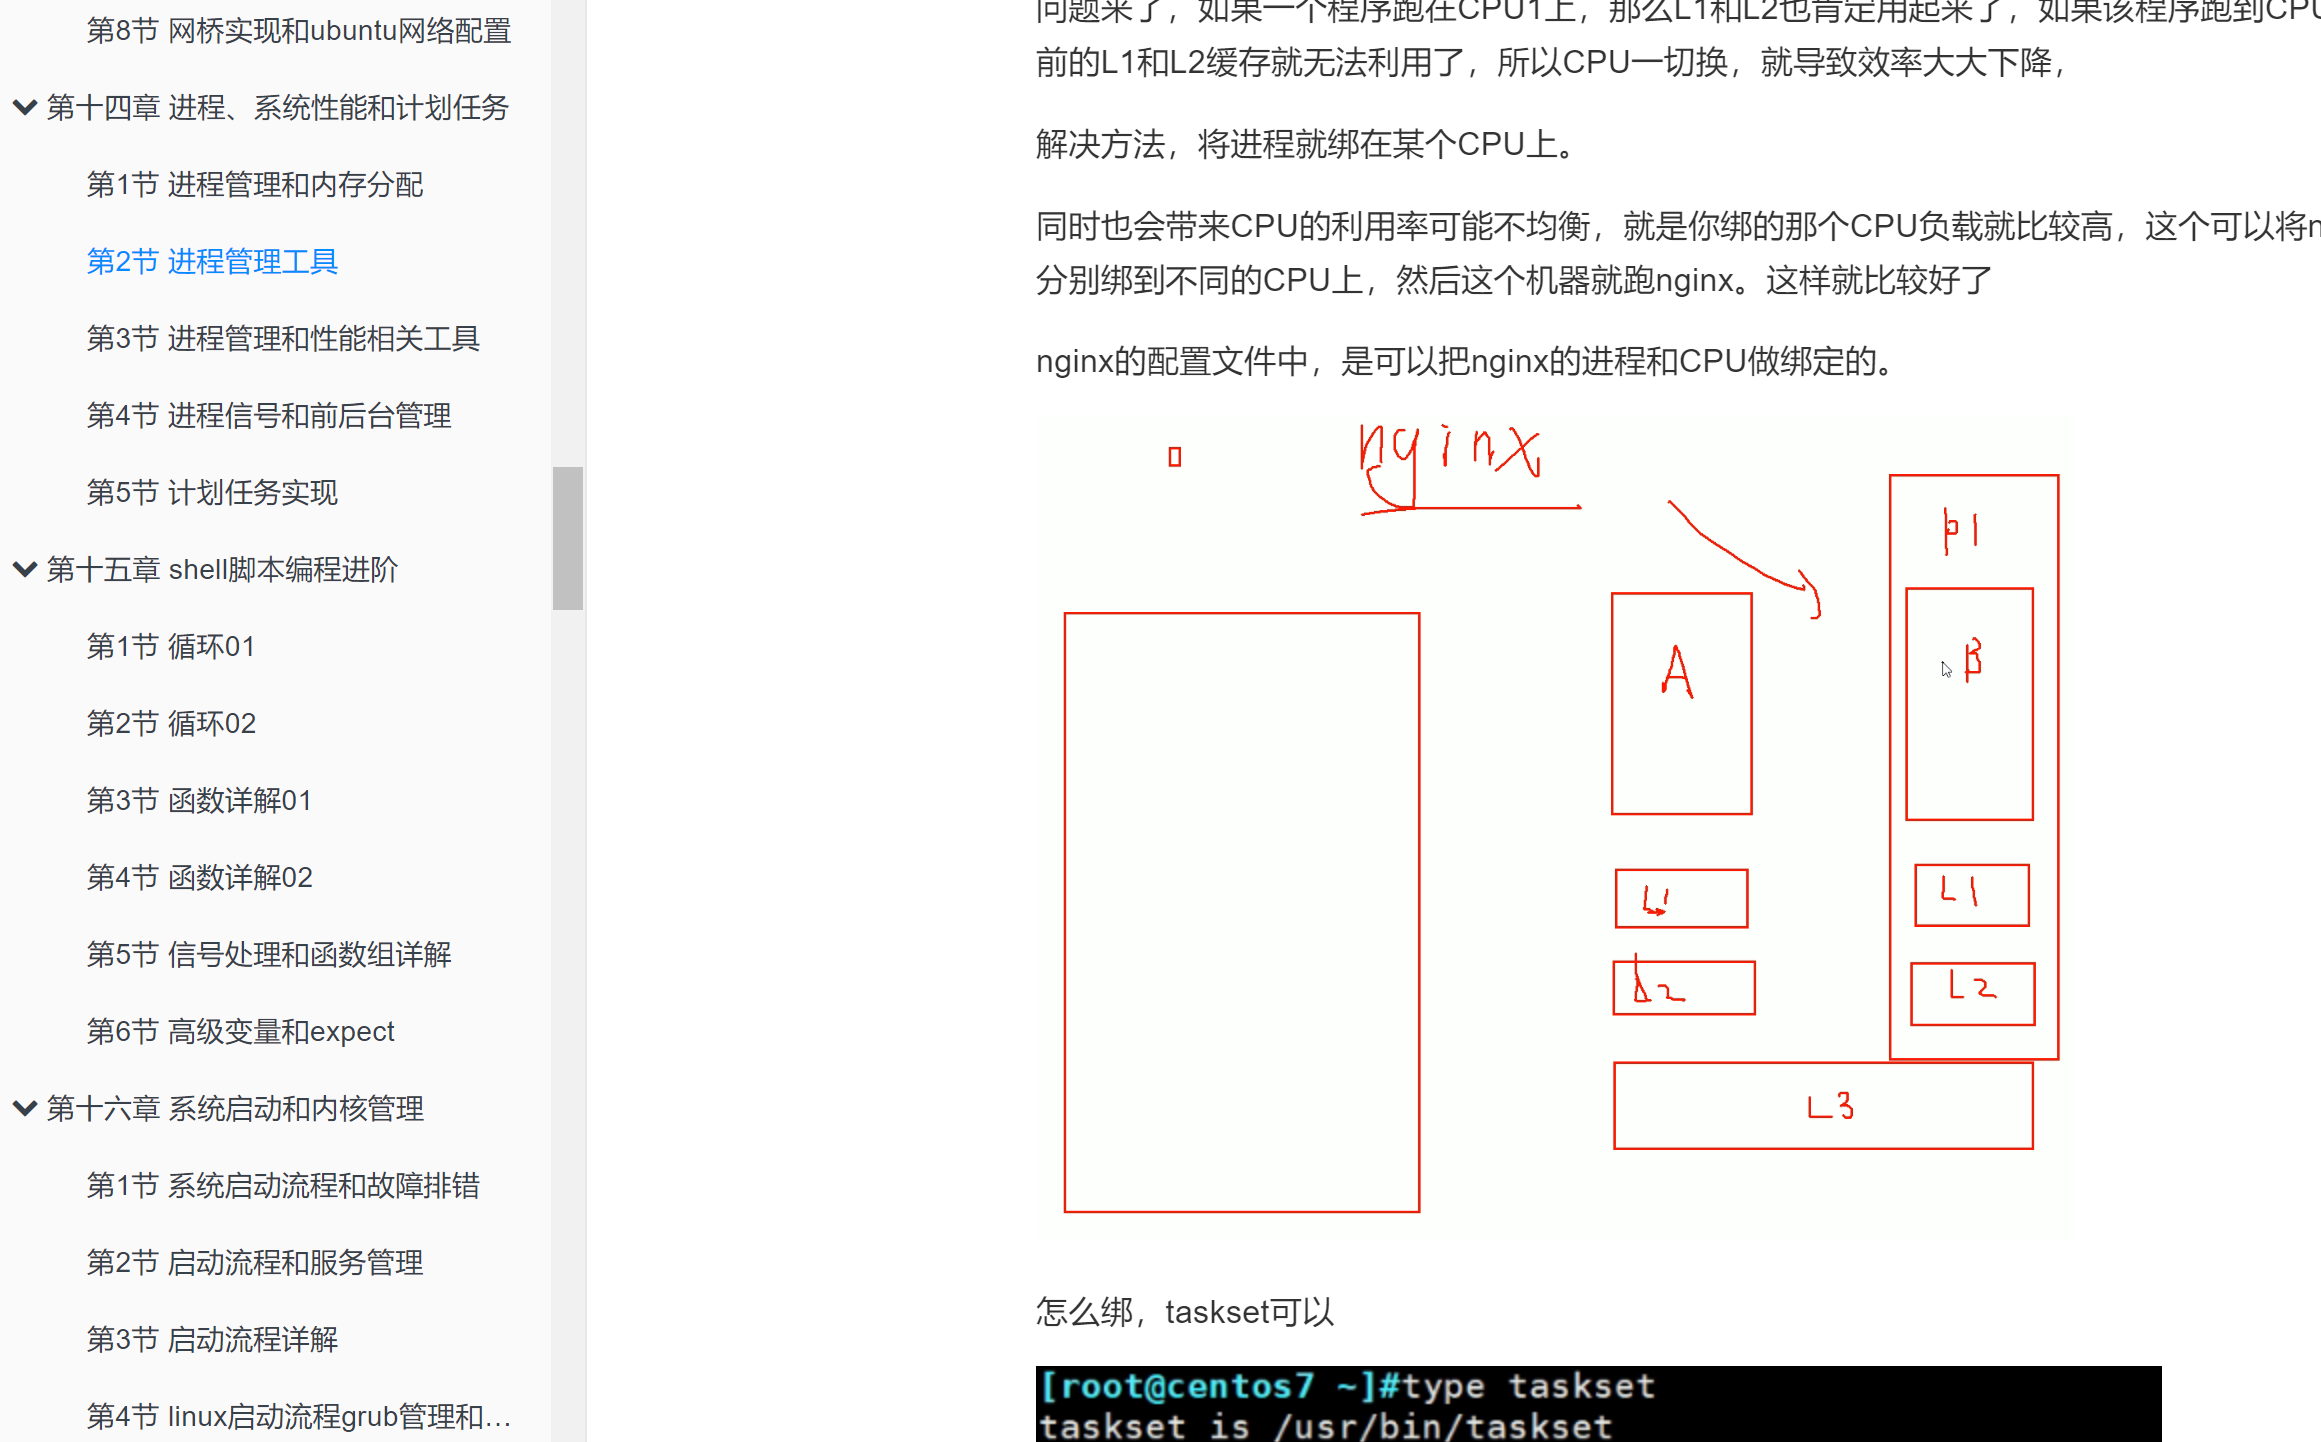 第8节 网桥实现和ubuntu网络配置
第十四章 进程、系统性能和计划任务
第1节 进程管理和内存分配
第2节 进程管理工具
第3节 进程管理和性能相关工具
第4节 进程信号和前后台管理
第5节 计划任务实现
第十五章 shell脚本编程进阶
第1节 循环01
第2节 循环02
第3节 函数详解01
第4节 函数详解02
第5节 信号处理和函数组详解
第6节 高级变量和expect
第十六章 系统启动和内核管理
第1节 系统启动流程和故障排错
第2节 启动流程和服务管理
第3节 启动流程详解
第4节 linux启动流程grub管理和…
问题来了，如果一个程序跑在CPU1上，那么L1和L2也肯定用起来了，如果该程序跑到CPU
前的L1和L2缓存就无法利用了，所以CPU一切换，就导致效率大大下降，
解决方法，将进程就绑在某个CPU上。
同时也会带来CPU的利用率可能不均衡，就是你绑的那个CPU负载就比较高，这个可以将n
分别绑到不同的CPU上，然后这个机器就跑nginx。这样就比较好了
nginx的配置文件中，是可以把nginx的进程和CPU做绑定的。
nginx
p1
A
B
L1
L1
L2
L2
L3
怎么绑，taskset可以
[root@centos7 ~]#type taskset
taskset is /usr/bin/taskset